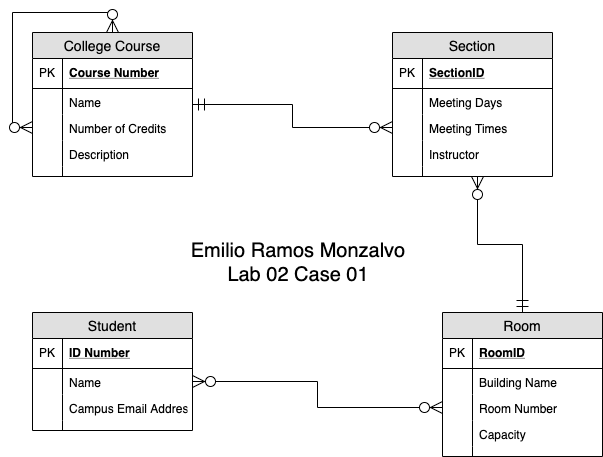 College Course
PK Course Number
Name
Number of Credits
Description
Section
PK SectionID
Meeting Days
Meeting Times
Instructor
Emilio Ramos Monzalvo
Lab 02 Case 01
Student
PK ID Number
Name
Campus Email Addres
Room
PK RoomID
Building Name
Room Number
Capacity